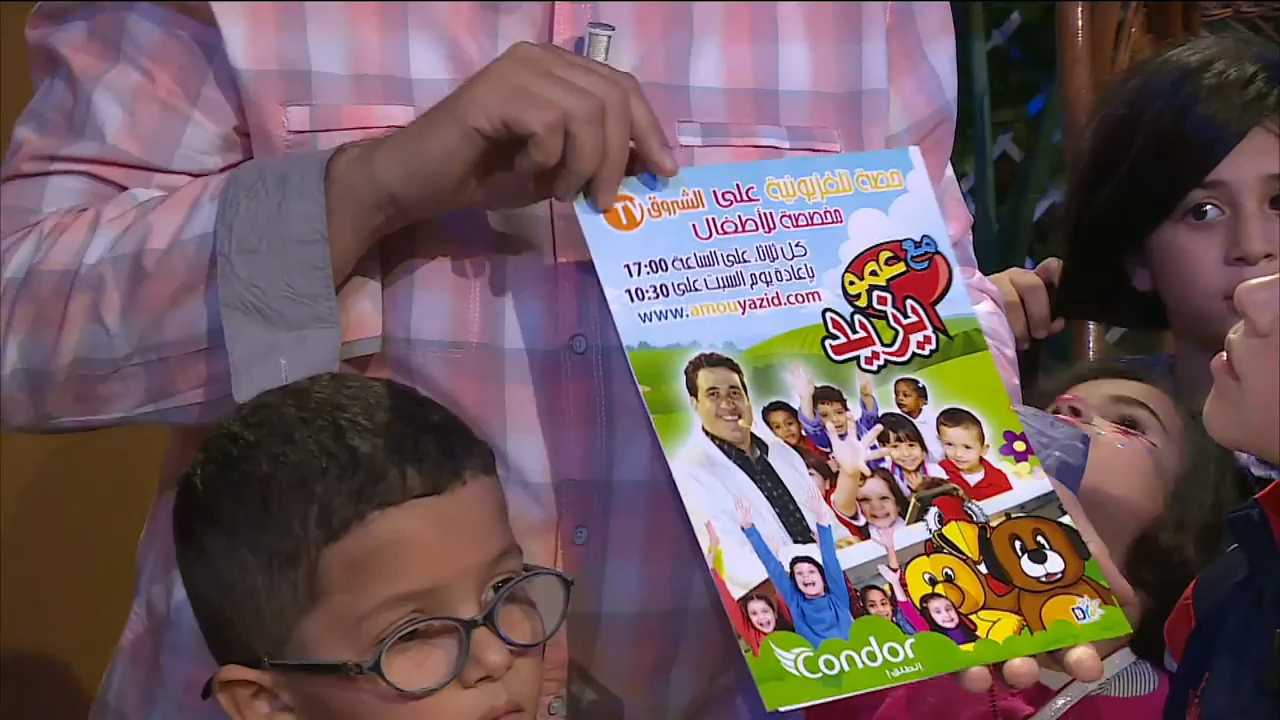 حصة تلفزيونية على الشروق TV
مخصصة للأطفال
كل ثلاثاء على الساعة 17:00
بإعادة يوم السبت على 10:30
www.amouyazid.com
مع عمو
يزيد
Condor
إنطلق!